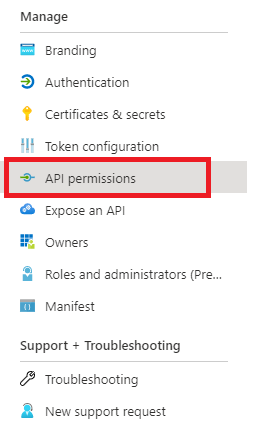 Manage
Branding
Authentication
Certificates & secrets
Token configuration
API permissions
Expose an API
Owners
Roles and administrators (Pre...
Manifest
Support + Troubleshooting
Troubleshooting
New support request